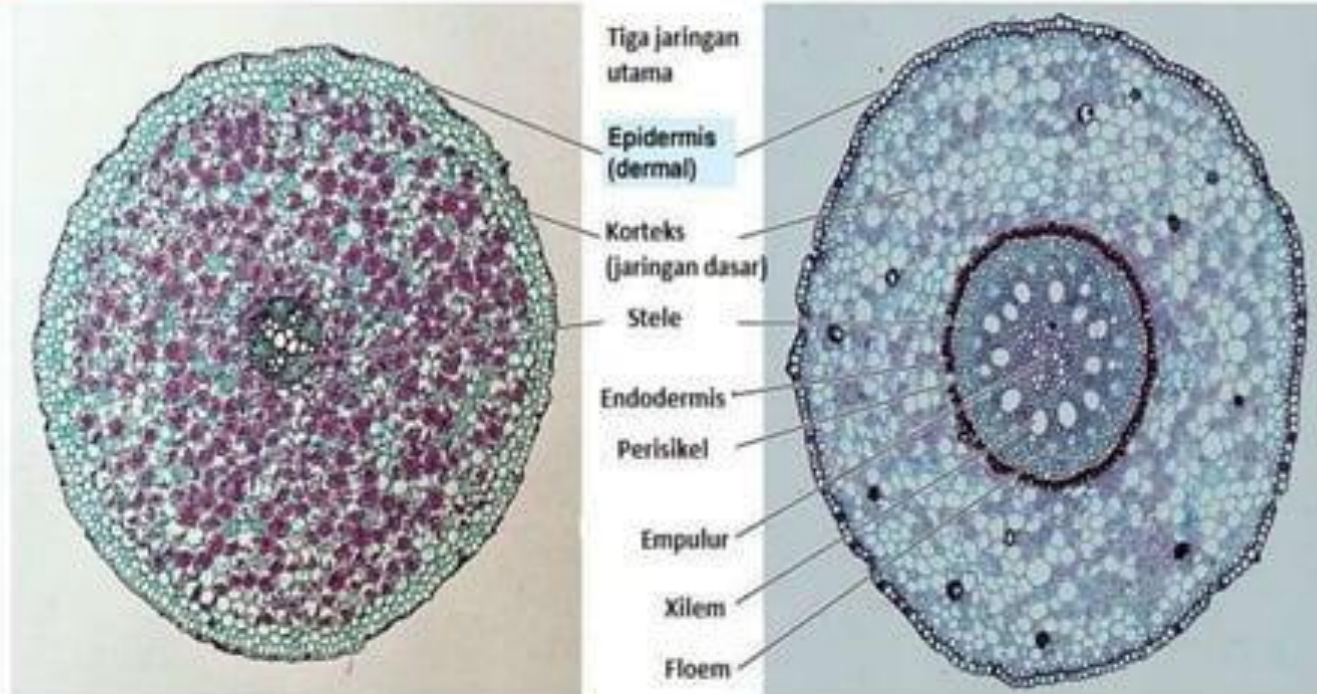 Tiga jaringan
utama
Epidermis
(dermal)
Korteks
(jaringan dasar)
Stele
Endodermis
Perisikel
Empulur
Xilem
Floem